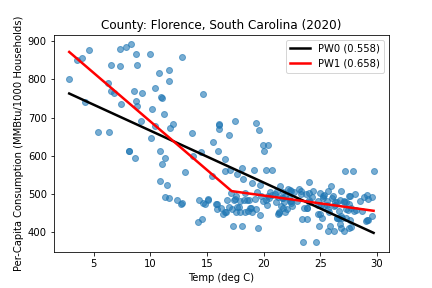 County: Florence, South Carolina (2020)
Per-Capita Consumption (MMBtu/1000 Households)
900
800
700
600
500
400
PW0 (0.558)
PW1 (0.658)
5 10 15 20 25 30
Temp (deg C)